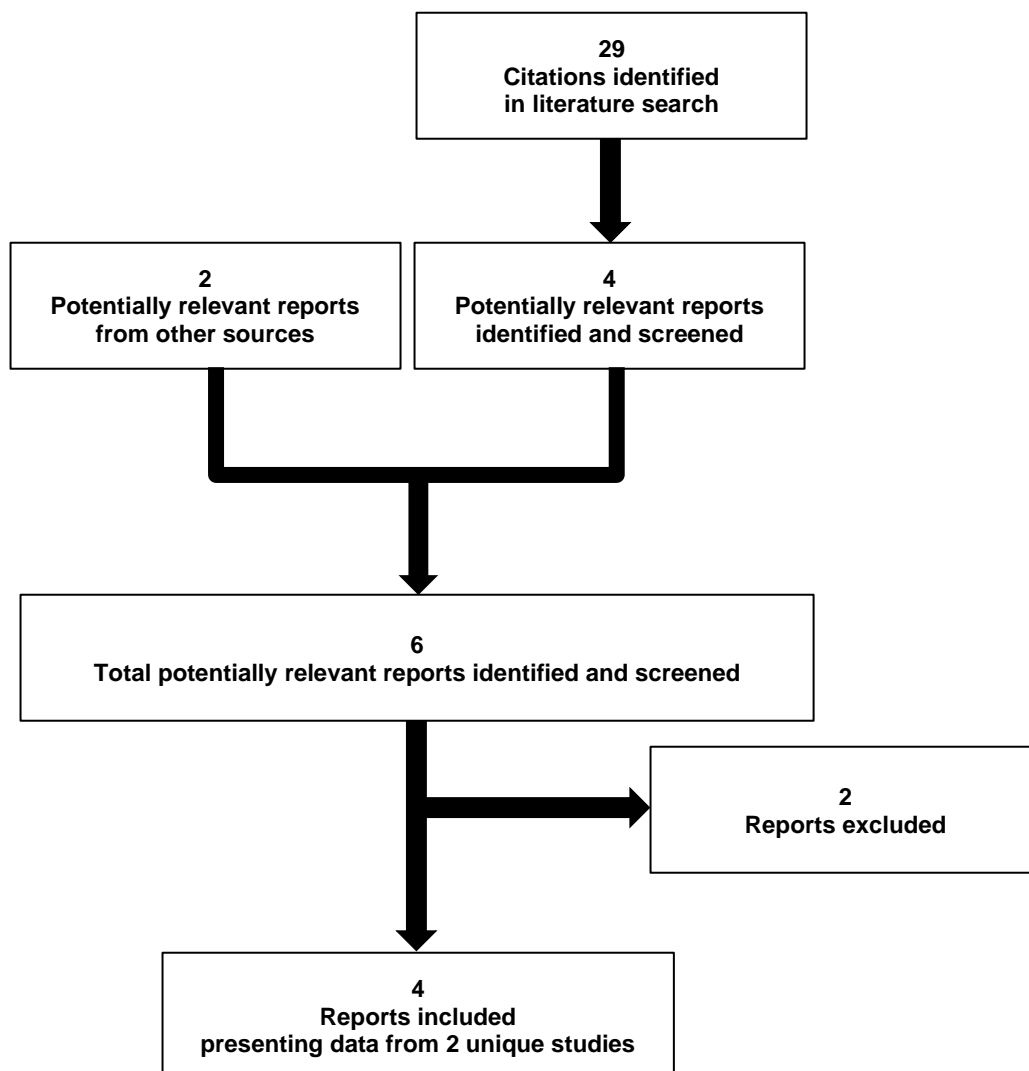 29
Citations identified
in literature search
2
Potentially relevant reports
from other sources
4
Potentially relevant reports
identified and screened
6
Total potentially relevant reports identified and screened
2
Reports excluded
4
Reports included
presenting data from 2 unique studies